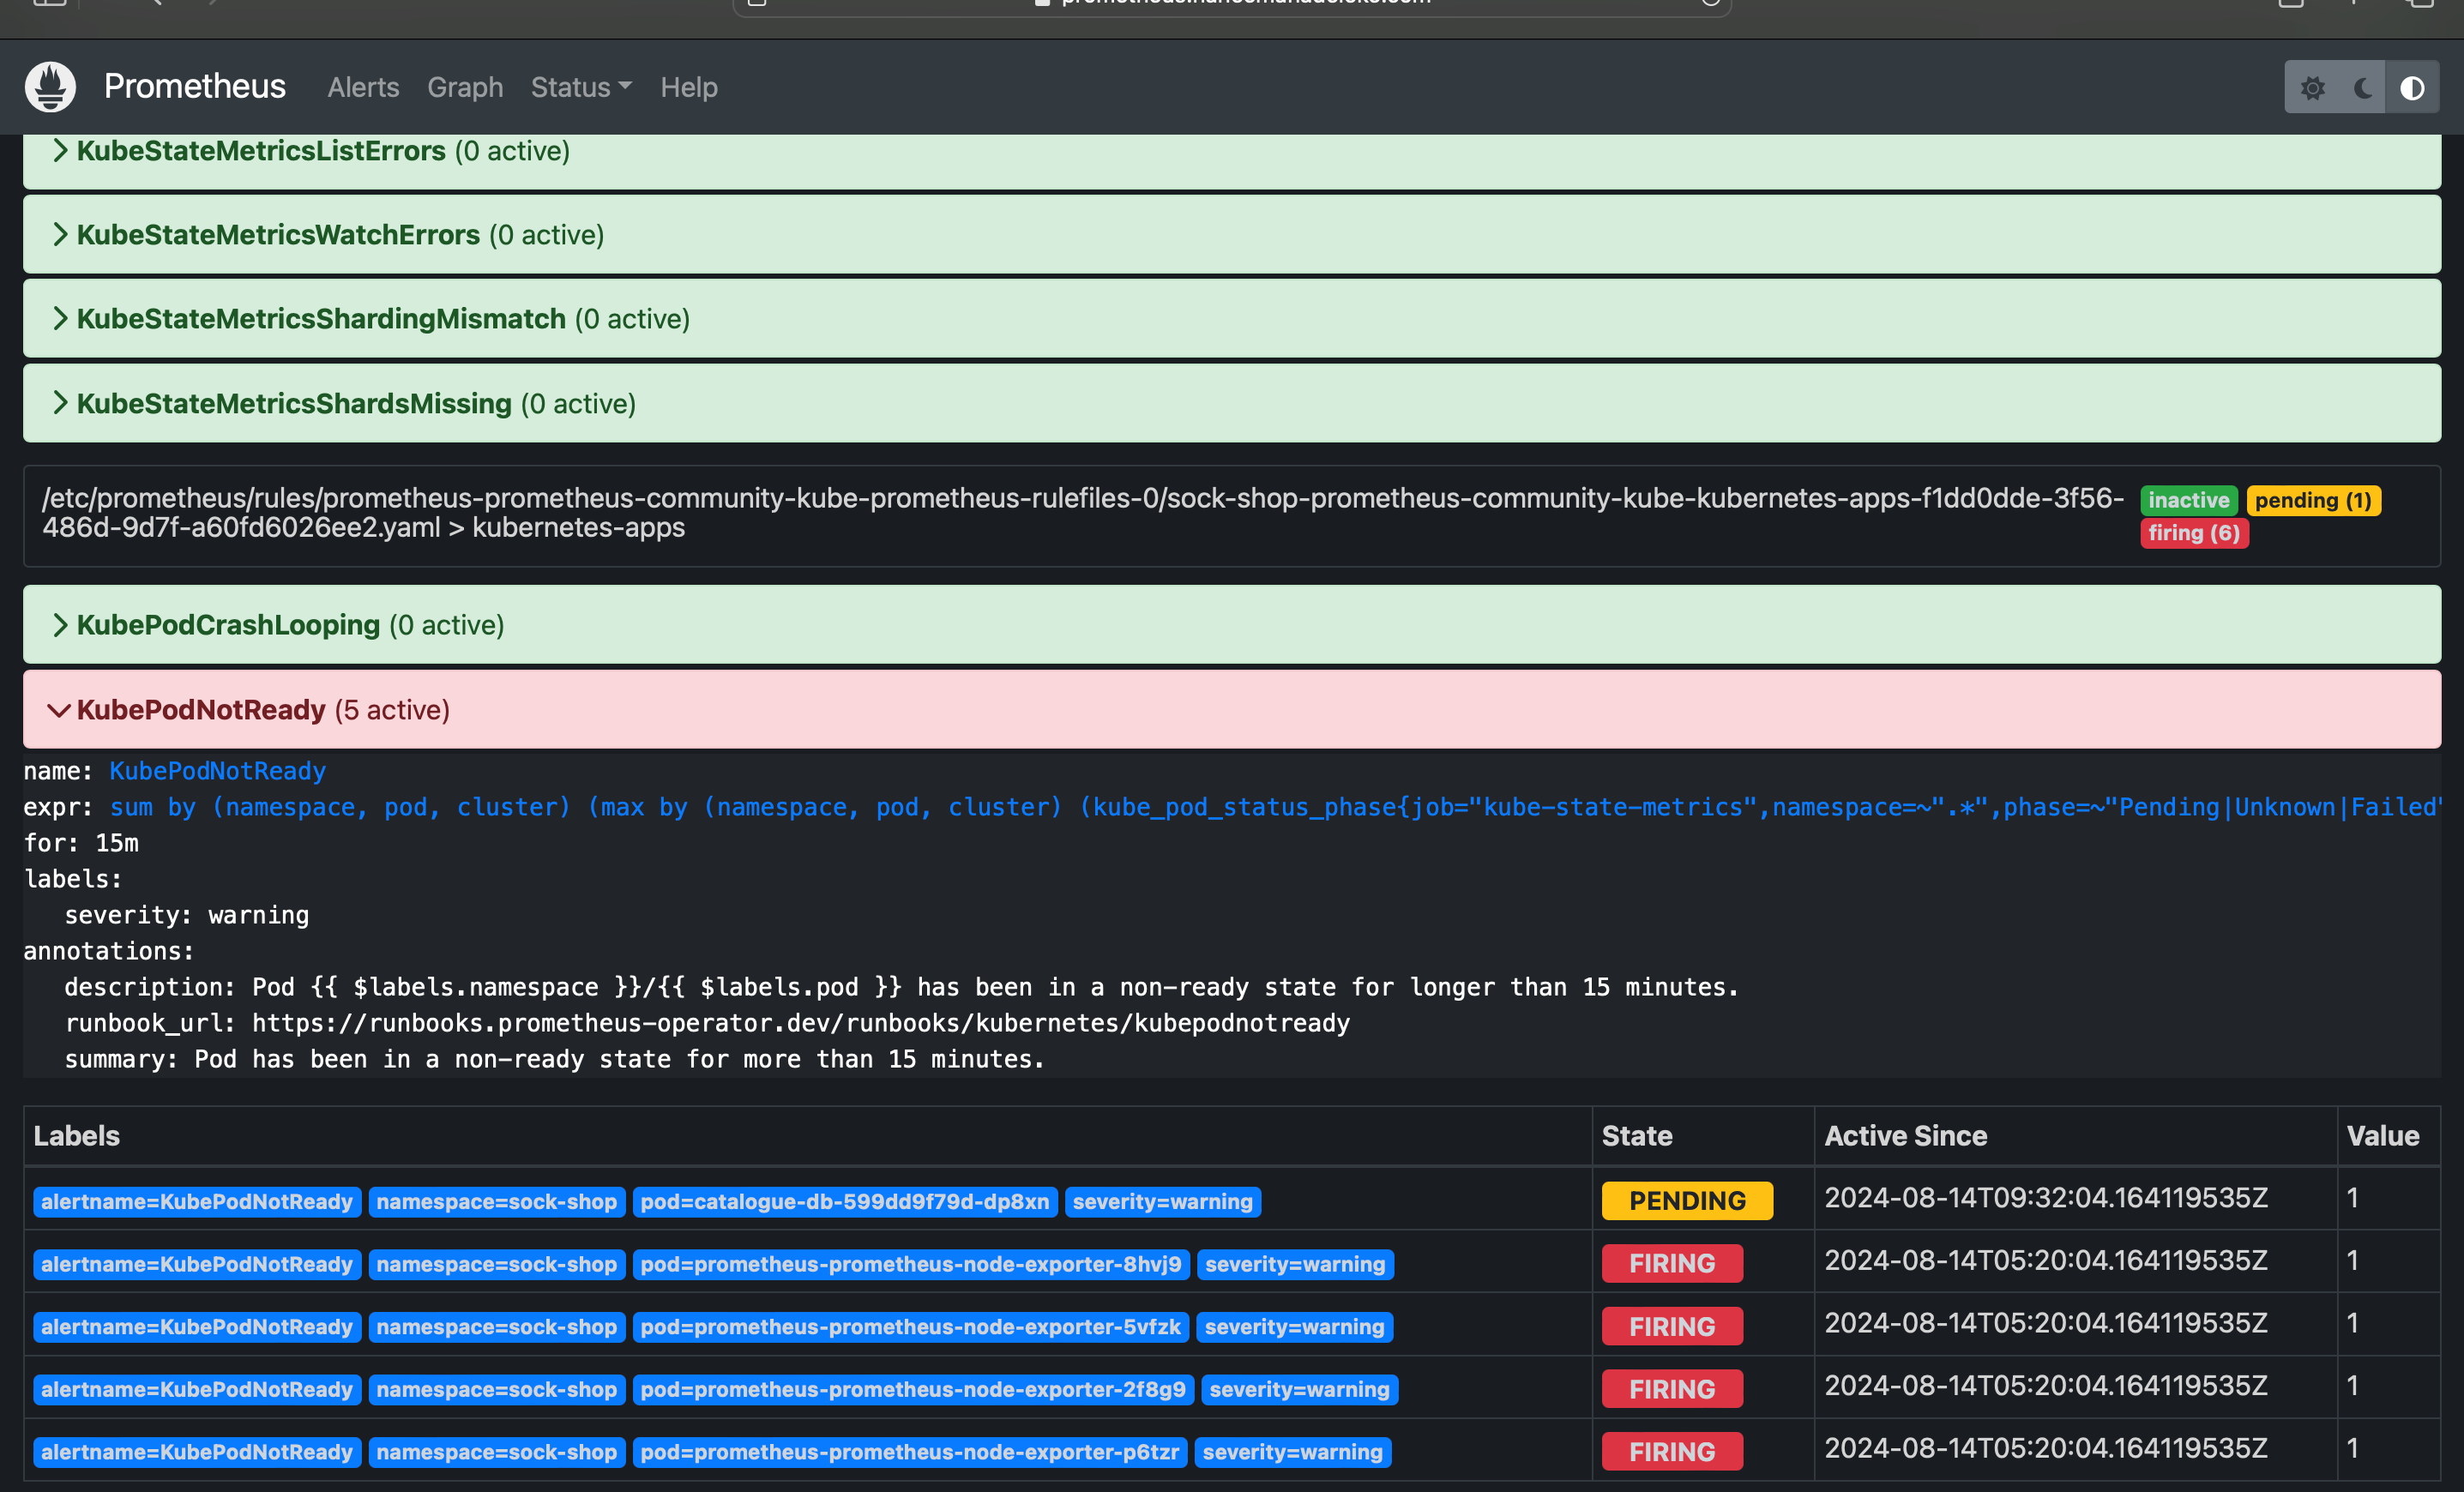 Prometheus Alerts Graph Status Help
KubeStateMetricsListErrors (0 active)
KubeStateMetricsWatchErrors (0 active)
KubeStateMetricsShardingMismatch (0 active)
KubeStateMetricsShardsMissing (0 active)
/etc/prometheus/rules/prometheus-prometheus-community-kube-prometheus-rulefiles-0/sock-shop-prometheus-community-kube-kubernetes-apps-f1dd0dde-3f56-
486d-9d7f-a60fd6026ee2.yaml > kubernetes-apps
inactive pending (1)
firing (6)
KubePodCrashLooping (0 active)
KubePodNotReady (5 active)
name: KubePodNotReady
expr: sum by (namespace, pod, cluster) (max by (namespace, pod, cluster) (kube_pod_status_phase{job="kube-state-metrics",namespace=~".*",phase=~"Pending|Unknown|Failed"
for: 15m
labels:
severity: warning
annotations:
description: Pod {{ $labels.namespace }}/{{ $labels.pod }} has been in a non-ready state for longer than 15 minutes.
runbook_url: https://runbooks.prometheus-operator.dev/runbooks/kubernetes/kubepodnotready
summary: Pod has been in a non-ready state for more than 15 minutes.
Labels State Active Since Value
alertname=KubePodNotReady namespace=sock-shop pod=catalogue-db-599dd9f79d-dp8xn severity=warning PENDING 2024-08-14T09:32:04.164119535Z 1
alertname=KubePodNotReady namespace=sock-shop pod=prometheus-prometheus-node-exporter-8hvj9 severity=warning FIRING 2024-08-14T05:20:04.164119535Z 1
alertname=KubePodNotReady namespace=sock-shop pod=prometheus-prometheus-node-exporter-5vfzk severity=warning FIRING 2024-08-14T05:20:04.164119535Z 1
alertname=KubePodNotReady namespace=sock-shop pod=prometheus-prometheus-node-exporter-2f8g9 severity=warning FIRING 2024-08-14T05:20:04.164119535Z 1
alertname=KubePodNotReady namespace=sock-shop pod=prometheus-prometheus-node-exporter-p6tzr severity=warning FIRING 2024-08-14T05:20:04.164119535Z 1